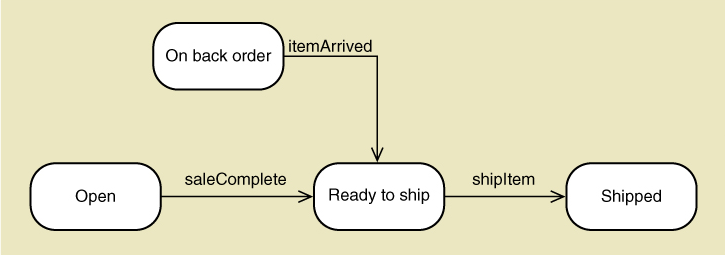 On back order
itemArrived
Open
saleComplete
Ready to ship
shipItem
Shipped